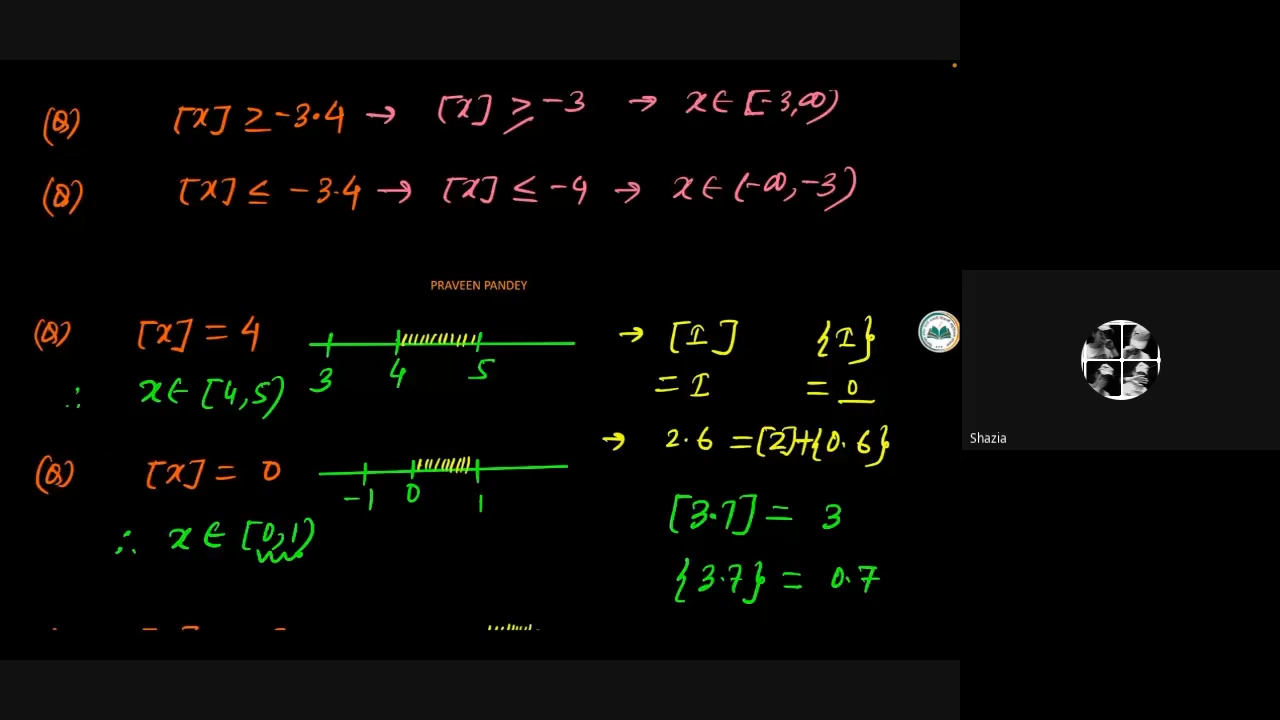 (Q) [x] ≥ -3.4 → [x] ≥ -3 → x ∈ [-3, ∞)
(Q) [x] ≤ -3.4 → [x] ≤ -4 → x ∈ (-∞, -3)
PRAVEEN PANDEY
(Q) [x] = 4
3 4 5
∴ x ∈ [4, 5)
(Q) [x] = 0
-1 0 1
∴ x ∈ [0, 1)
→ [I] {I}
= I = 0
→ 2.6 = [2] + {0.6}
[3.7] = 3
{3.7} = 0.7
Shazia